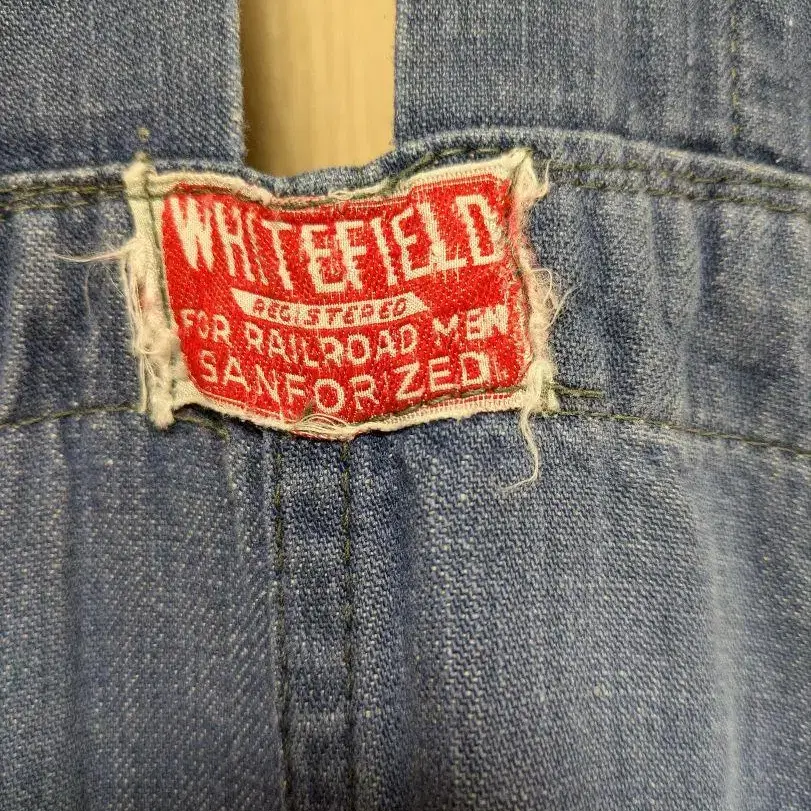 WHITEFIELD
REGISTERED
FOR RAILROAD MEN
SANFORIZED